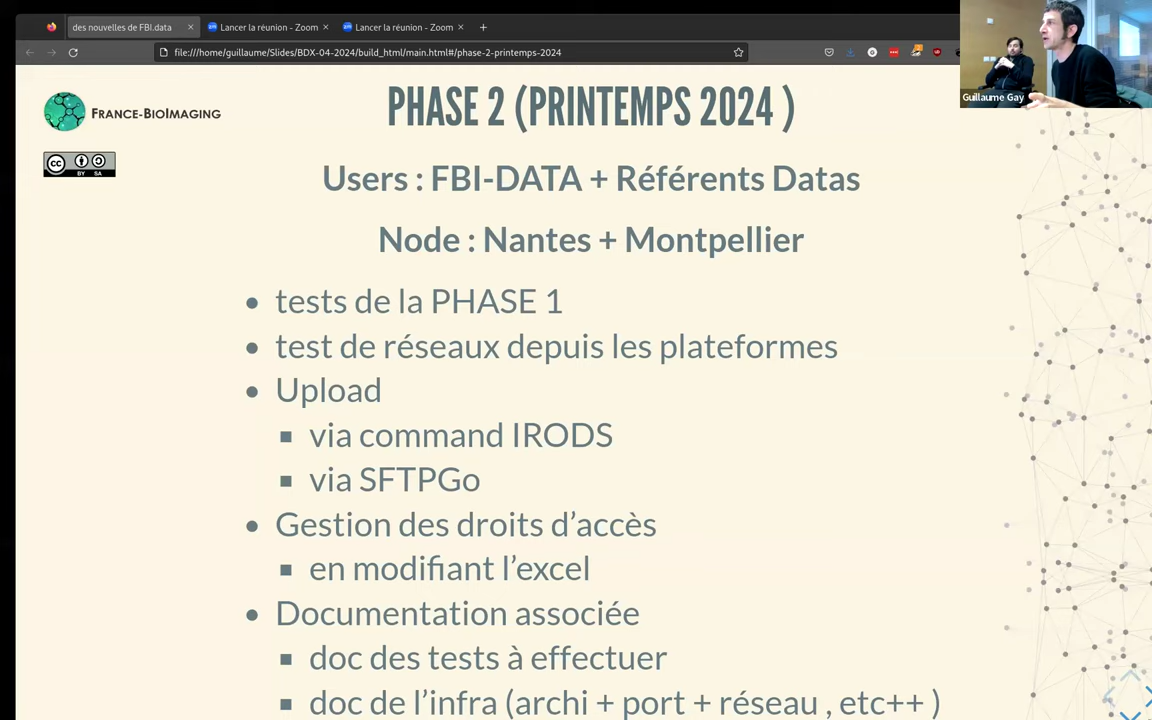 des nouvelles de FBI.data
Lancer la réunion - Zoom
Lancer la réunion - Zoom
file:///home/guillaume/Slides/BDX-04-2024/build_html/main.html#/phase-2-printemps-2024
Guillaume Gay
FRANCE-BIOIMAGING
cc
BY SA
PHASE 2 (PRINTEMPS 2024 )
Users : FBI-DATA + Référents Datas
Node : Nantes + Montpellier
tests de la PHASE 1
test de réseaux depuis les plateformes
Upload
via command IRODS
via SFTPGo
Gestion des droits d’accès
en modifiant l’excel
Documentation associée
doc des tests à effectuer
doc de l’infra (archi + port + réseau , etc++ )